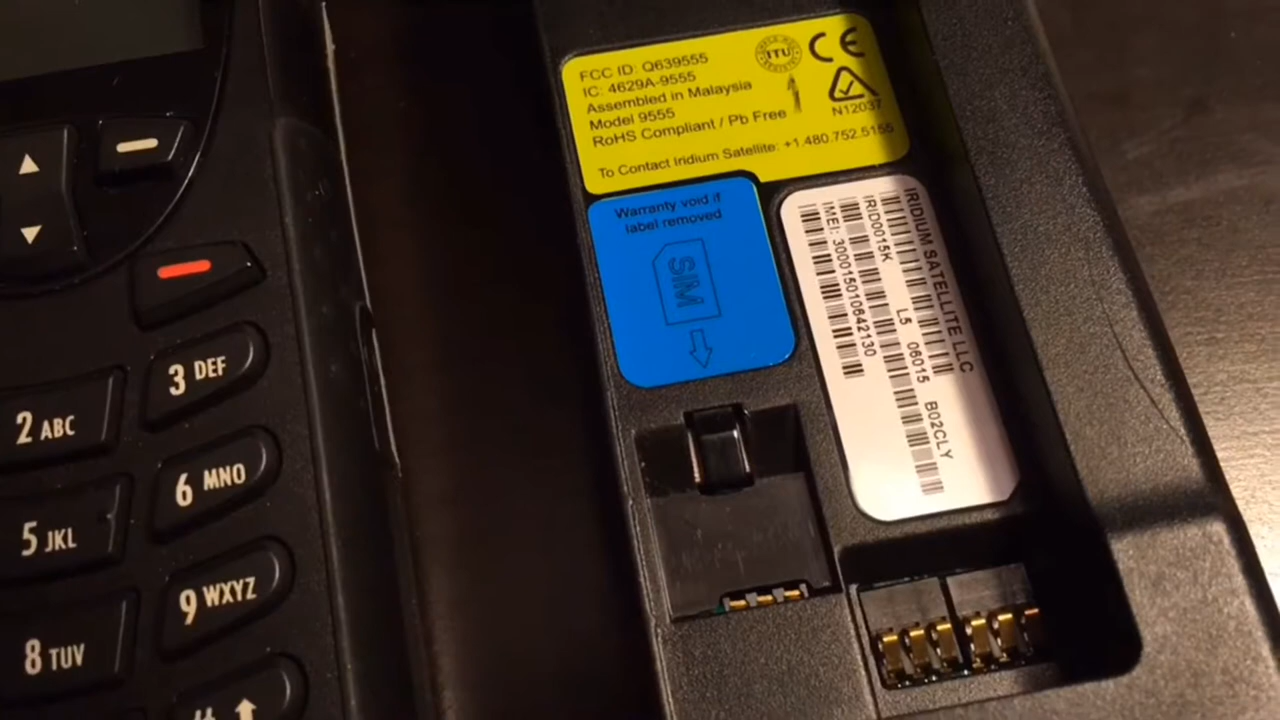 FCC ID: Q639555
IC: 4629A-9555
Assembled in Malaysia
Model 9555
RoHS Compliant / Pb Free
To Contact Iridium Satellite: +1.480.752.5155
ITU
CE
N12037
Warranty void if
label removed
SIM
IRIDIUM SATELLITE LLC
IRID0015K L5 06015 B02CLY
IMEI: 300015010642130
2 ABC
3 DEF
5 JKL
6 MNO
8 TUV
9 WXYZ
#